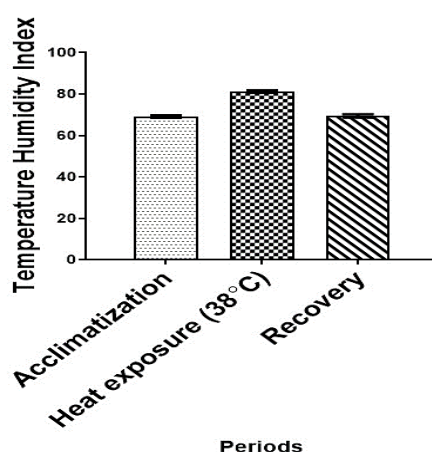 Temperature Humidity Index
100
80
60
40
20
0
Acclimatization
Heat exposure (38°C)
Recovery
Periods